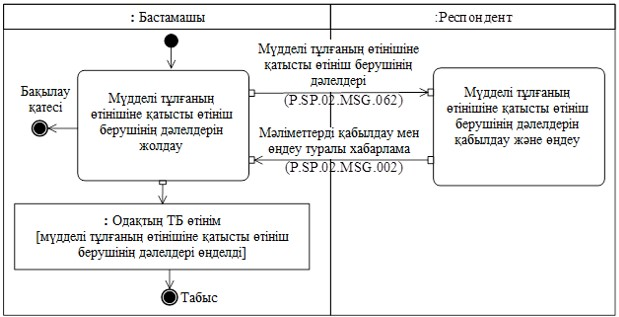 : Бастамашы
:Респондент
Мүдделі тұлғаның
өтінішіне қатысты өтініш
берушінің дәлелдерін
жолдау
Бақылау
қатесі
Мүдделі тұлғаның өтінішіне
қатысты өтініш берушінің
дәлелдері
(P.SP.02.MSG.062)
Мәліметтерді қабылдау мен
өңдеу туралы хабарлама
(P.SP.02.MSG.002)
Мүдделі тұлғаның
өтінішіне қатысты өтініш
берушінің дәлелдерін
қабылдау және өңдеу
: Одақтың ТБ өтінім
[мүдделі тұлғаның өтінішіне қатысты өтініш
берушінің дәлелдері өңделді]
Табыс